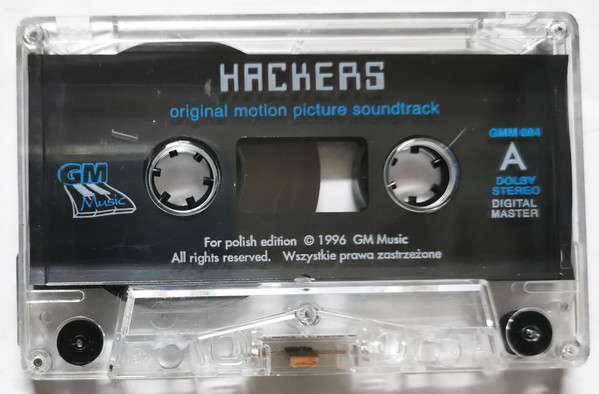 HACKERS
original motion picture soundtrack
GMM 084
A
DOLBY
STEREO
DIGITAL
MASTER
GM
Music
For polish edition © 1996 GM Music
All rights reserved. Wszystkie prawa zastrzeżone